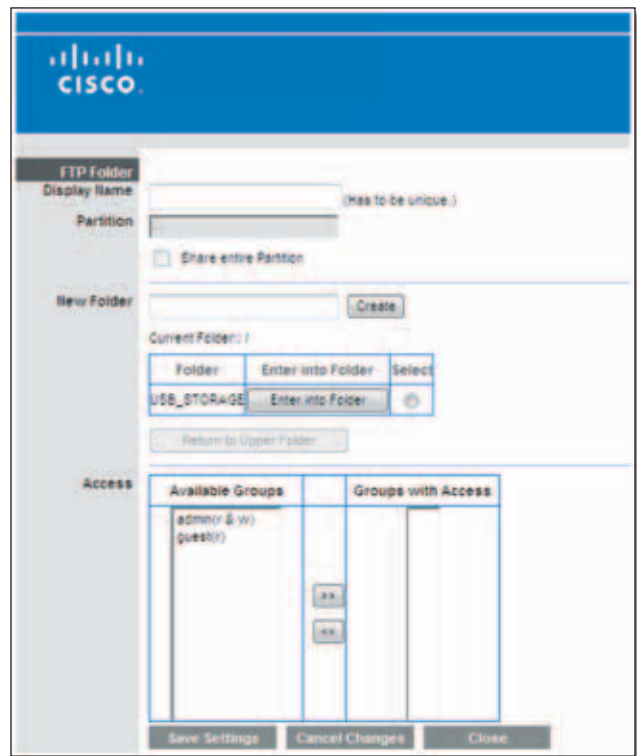 CISCO.
FTP Folder
Display Name
(Has to be unique.)
Partition
Share entire Partition
New Folder
Create
Current Folder: /
Folder Enter into Folder Select
USB_STORAGE Enter into Folder
Return to Upper Folder
Access
Available Groups Groups with Access
admin(r & w)
guest(r)
>>
<<
Save Settings Cancel Changes Close